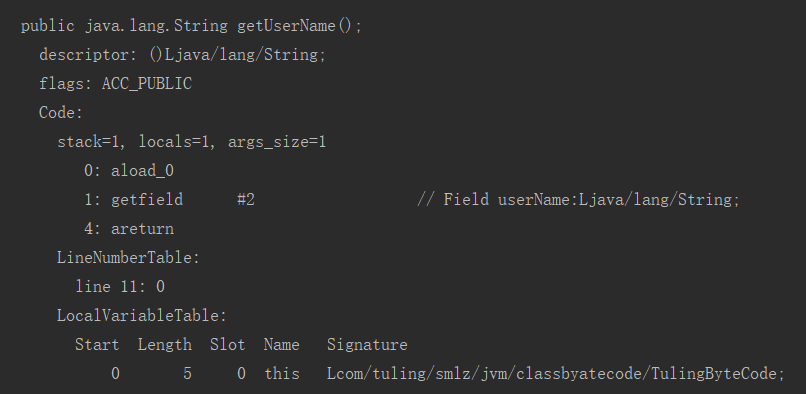 public java.lang.String getUserName();
descriptor: ()Ljava/lang/String;
flags: ACC_PUBLIC
Code:
stack=1, locals=1, args_size=1
0: aload_0
1: getfield #2 // Field userName:Ljava/lang/String;
4: areturn
LineNumberTable:
line 11: 0
LocalVariableTable:
Start Length Slot Name Signature
0 5 0 this Lcom/tuling/smlz/jvm/classbyatecode/TulingByteCode;